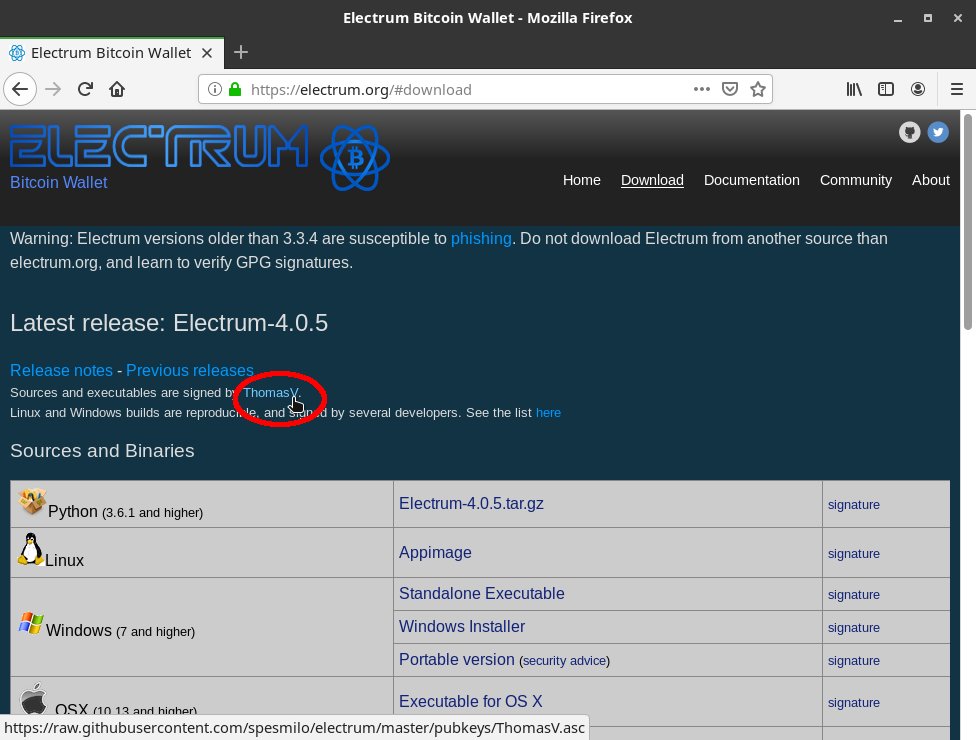 Electrum Bitcoin Wallet - Mozilla Firefox
Electrum Bitcoin Wallet
https://electrum.org/#download
ELECTRUM
Bitcoin Wallet
Home Download Documentation Community About
Warning: Electrum versions older than 3.3.4 are susceptible to phishing. Do not download Electrum from another source than
electrum.org, and learn to verify GPG signatures.
Latest release: Electrum-4.0.5
Release notes - Previous releases
Sources and executables are signed by ThomasV.
Linux and Windows builds are reproducible, and signed by several developers. See the list here
Sources and Binaries
Python (3.6.1 and higher) Electrum-4.0.5.tar.gz signature
Linux Appimage signature
Standalone Executable signature
Windows (7 and higher) Windows Installer signature
Portable version (security advice) signature
OSX (10.13 and higher) Executable for OS X signature
https://raw.githubusercontent.com/spesmilo/electrum/master/pubkeys/ThomasV.asc